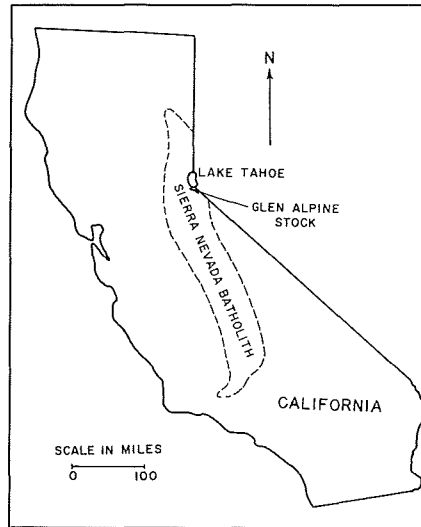 N
LAKE TAHOE
GLEN ALPINE
STOCK
SIERRA NEVADA BATHOLITH
CALIFORNIA
SCALE IN MILES
0 100